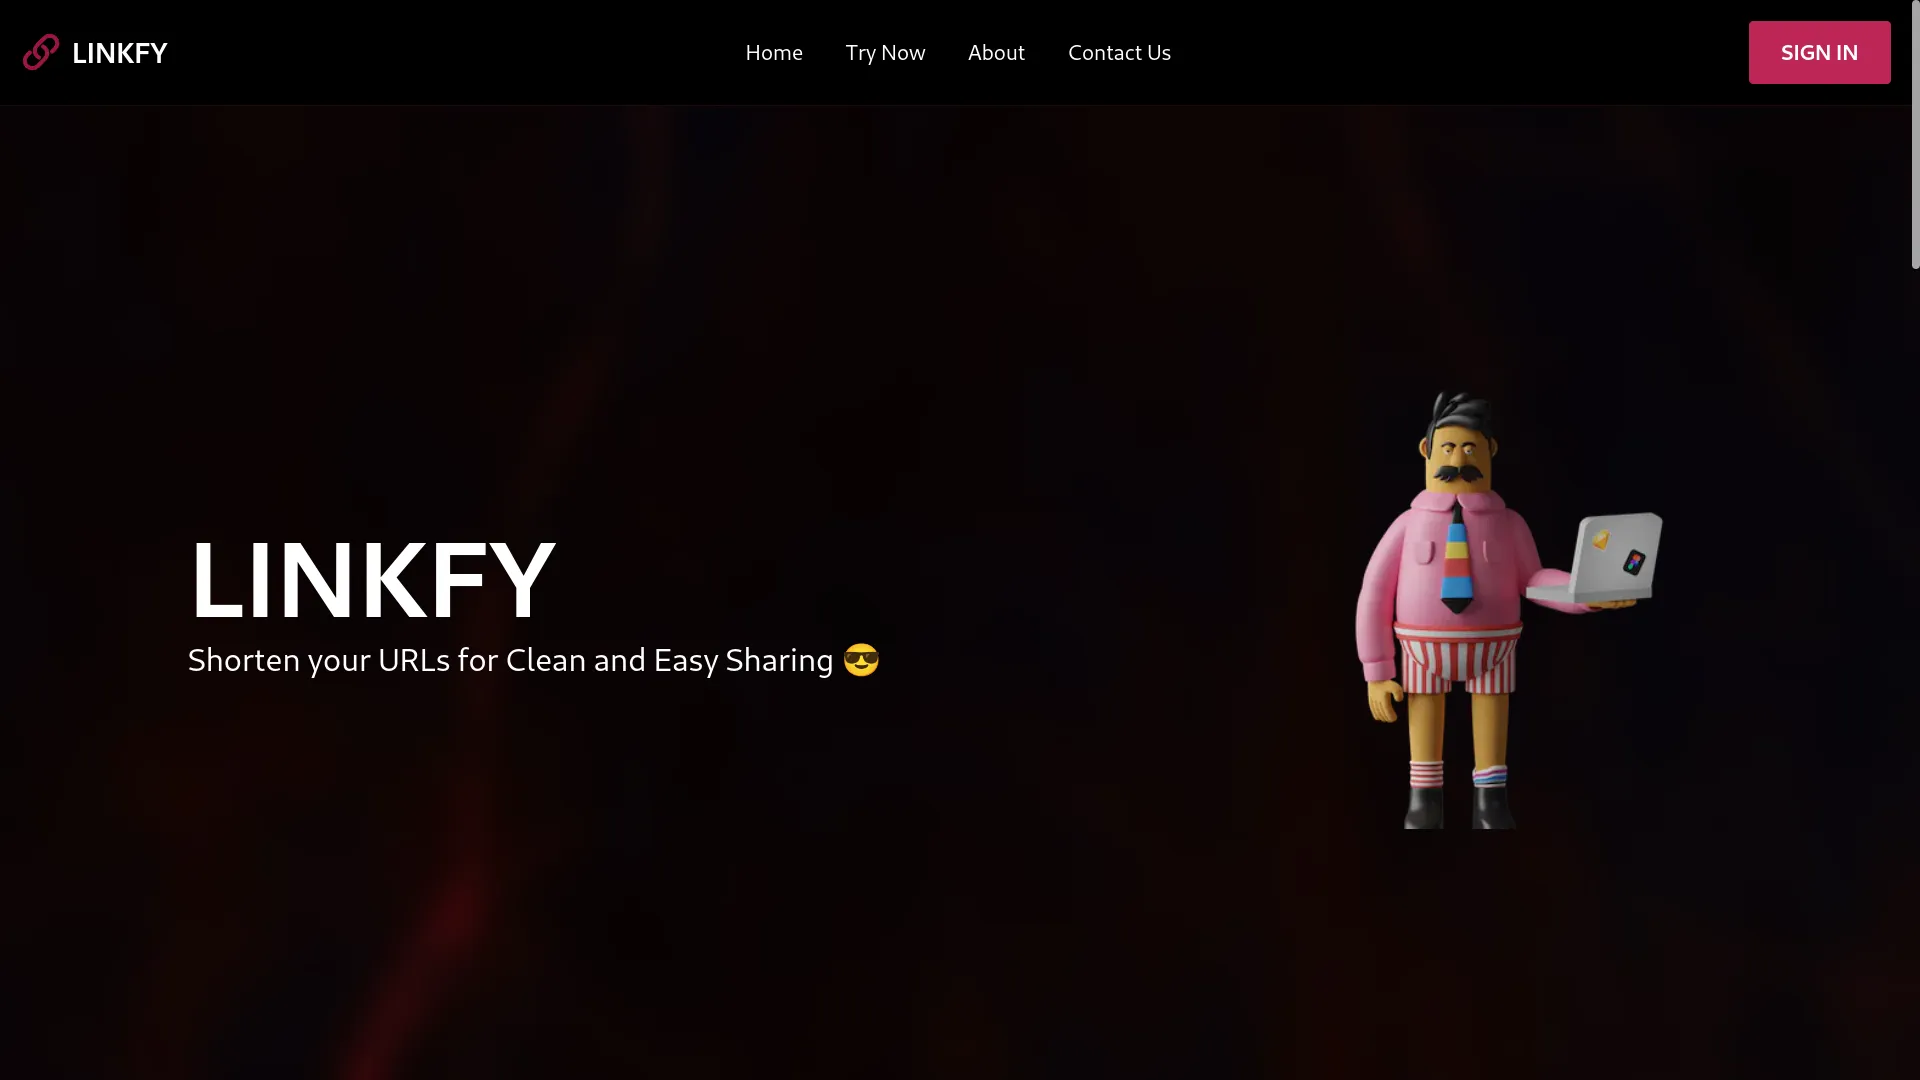 LINKFY
Home
Try Now
About
Contact Us
SIGN IN
LINKFY
Shorten your URLs for Clean and Easy Sharing 😎